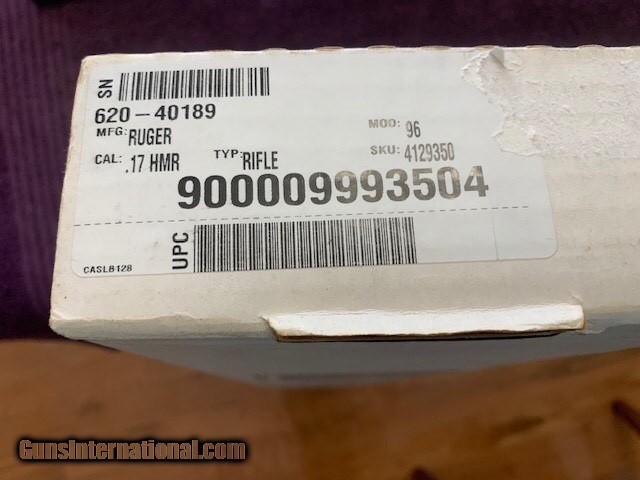 SN
620-40189
MFG: RUGER
MOD: 96
CAL: .17 HMR TYP: RIFLE SKU: 4129350
900009993504
UPC
CASLB128
GunsInternational.com